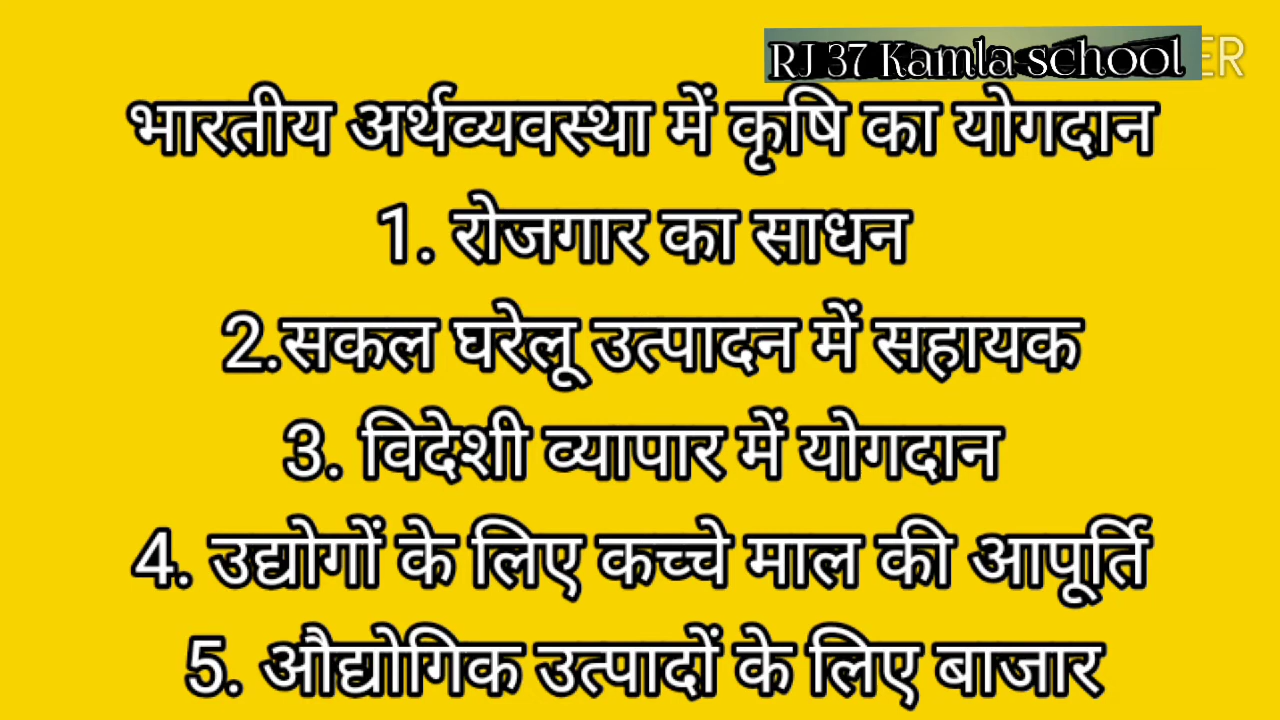 RJ 37 Kamla school
भारतीय अर्थव्यवस्था में कृषि का योगदान
1. रोजगार का साधन
2.सकल घरेलू उत्पादन में सहायक
3. विदेशी व्यापार में योगदान
4. उद्योगों के लिए कच्चे माल की आपूर्ति
5. औद्योगिक उत्पादों के लिए बाजार